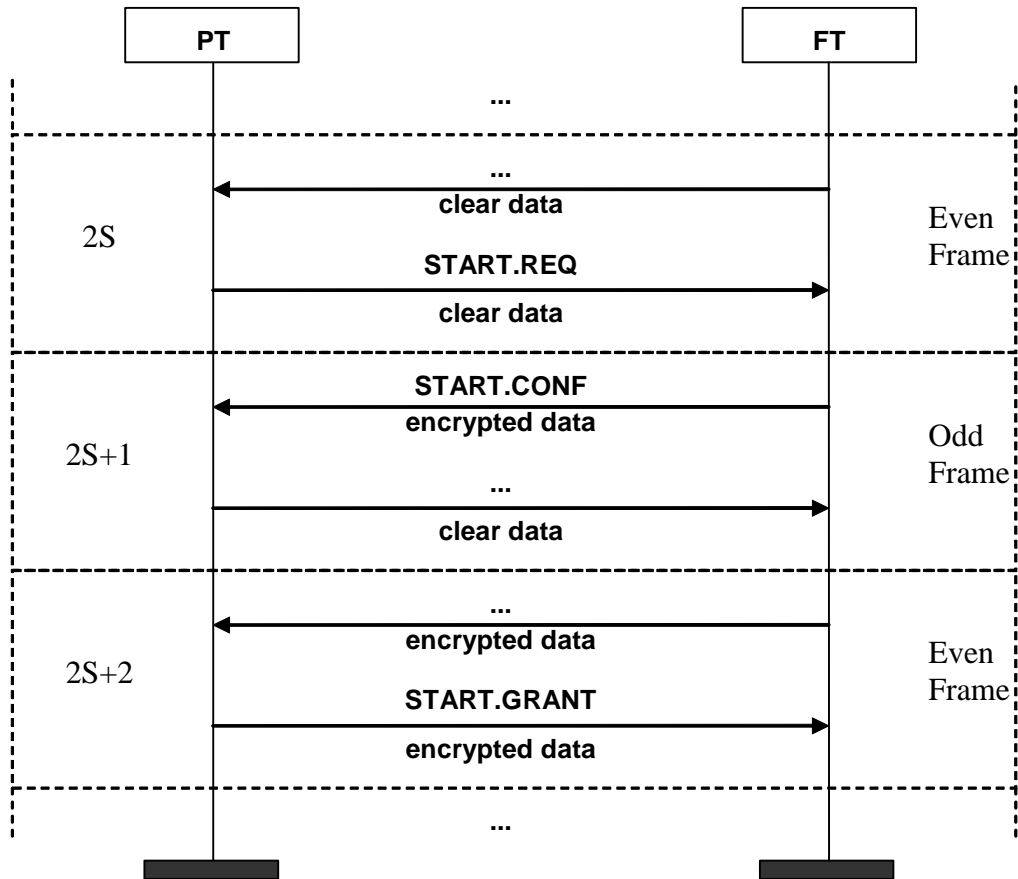 PT
FT
...
...
clear data
2S
Even
Frame
START.REQ
clear data
START.CONF
encrypted data
2S+1
Odd
Frame
...
clear data
...
encrypted data
2S+2
Even
Frame
START.GRANT
encrypted data
...